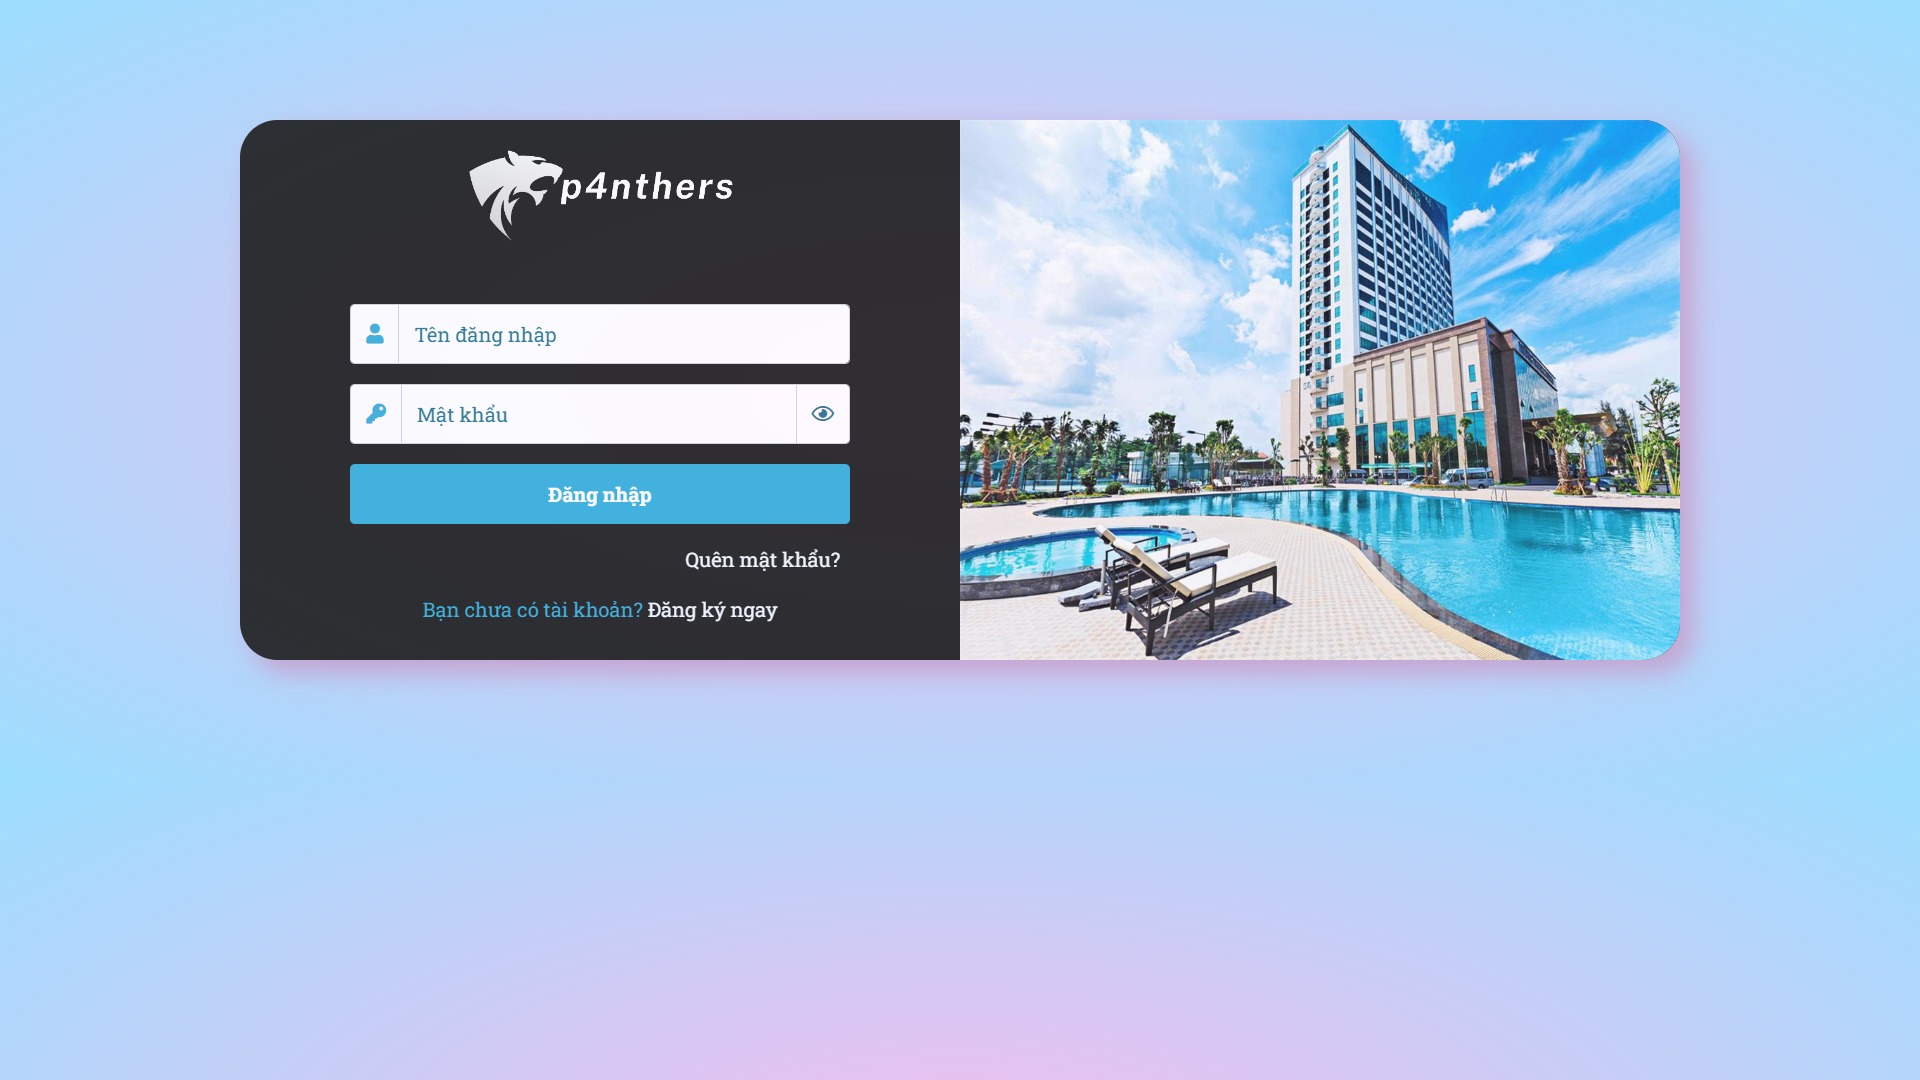 p4nthers
Tên đăng nhập
Mật khẩu
Đăng nhập
Quên mật khẩu?
Bạn chưa có tài khoản? Đăng ký ngay